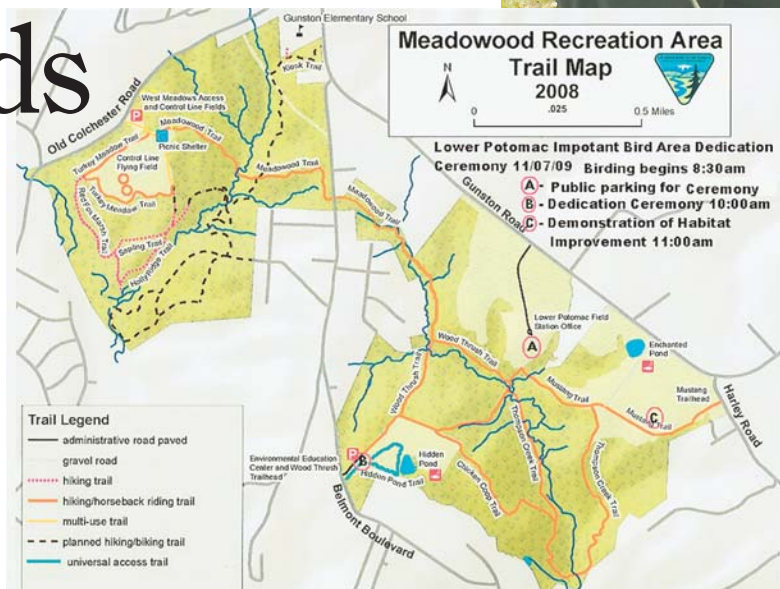 ds
Gunston Elementary School
Meadowood Recreation Area
Trail Map
2008
N
0 .025 0.5 Miles
Lower Potomac Impotant Bird Area Dedication
Ceremony 11/07/09 Birding begins 8:30am
A - Public parking for Ceremony
B - Dedication Ceremony 10:00am
C - Demonstration of Habitat
Improvement 11:00am
Kiosk Trail
Old Colchester Road
P
West Meadows Access
and Control Line Fields
Meadowood Trail
Picnic Shelter
Turkey Meadow Trail
Control Line
Flying Field
Turkey Meadow Trail
Red Fox Marsh Trail
Sapling Trail
Holly Ridge Trail
Meadowood Trail
Meadowood Trail
Gunston Road
Lower Potomac Field
Station Office
A
Enchanted
Pond
Wood Thrush Trail
Mustang Trail
Mustang
Trailhead
C
Mustang Trail
Harley Road
Wood Thrush Trail
Thompson Creek Trail
Thompson Creek Trail
P
B
Environmental Education
Center and Wood Thrush
Trailhead
Hidden
Pond
Hidden Pond Trail
Chicken Coop Trail
Belmont Boulevard
Trail Legend
administrative road paved
gravel road
hiking trail
hiking/horseback riding trail
multi-use trail
planned hiking/biking trail
universal access trail